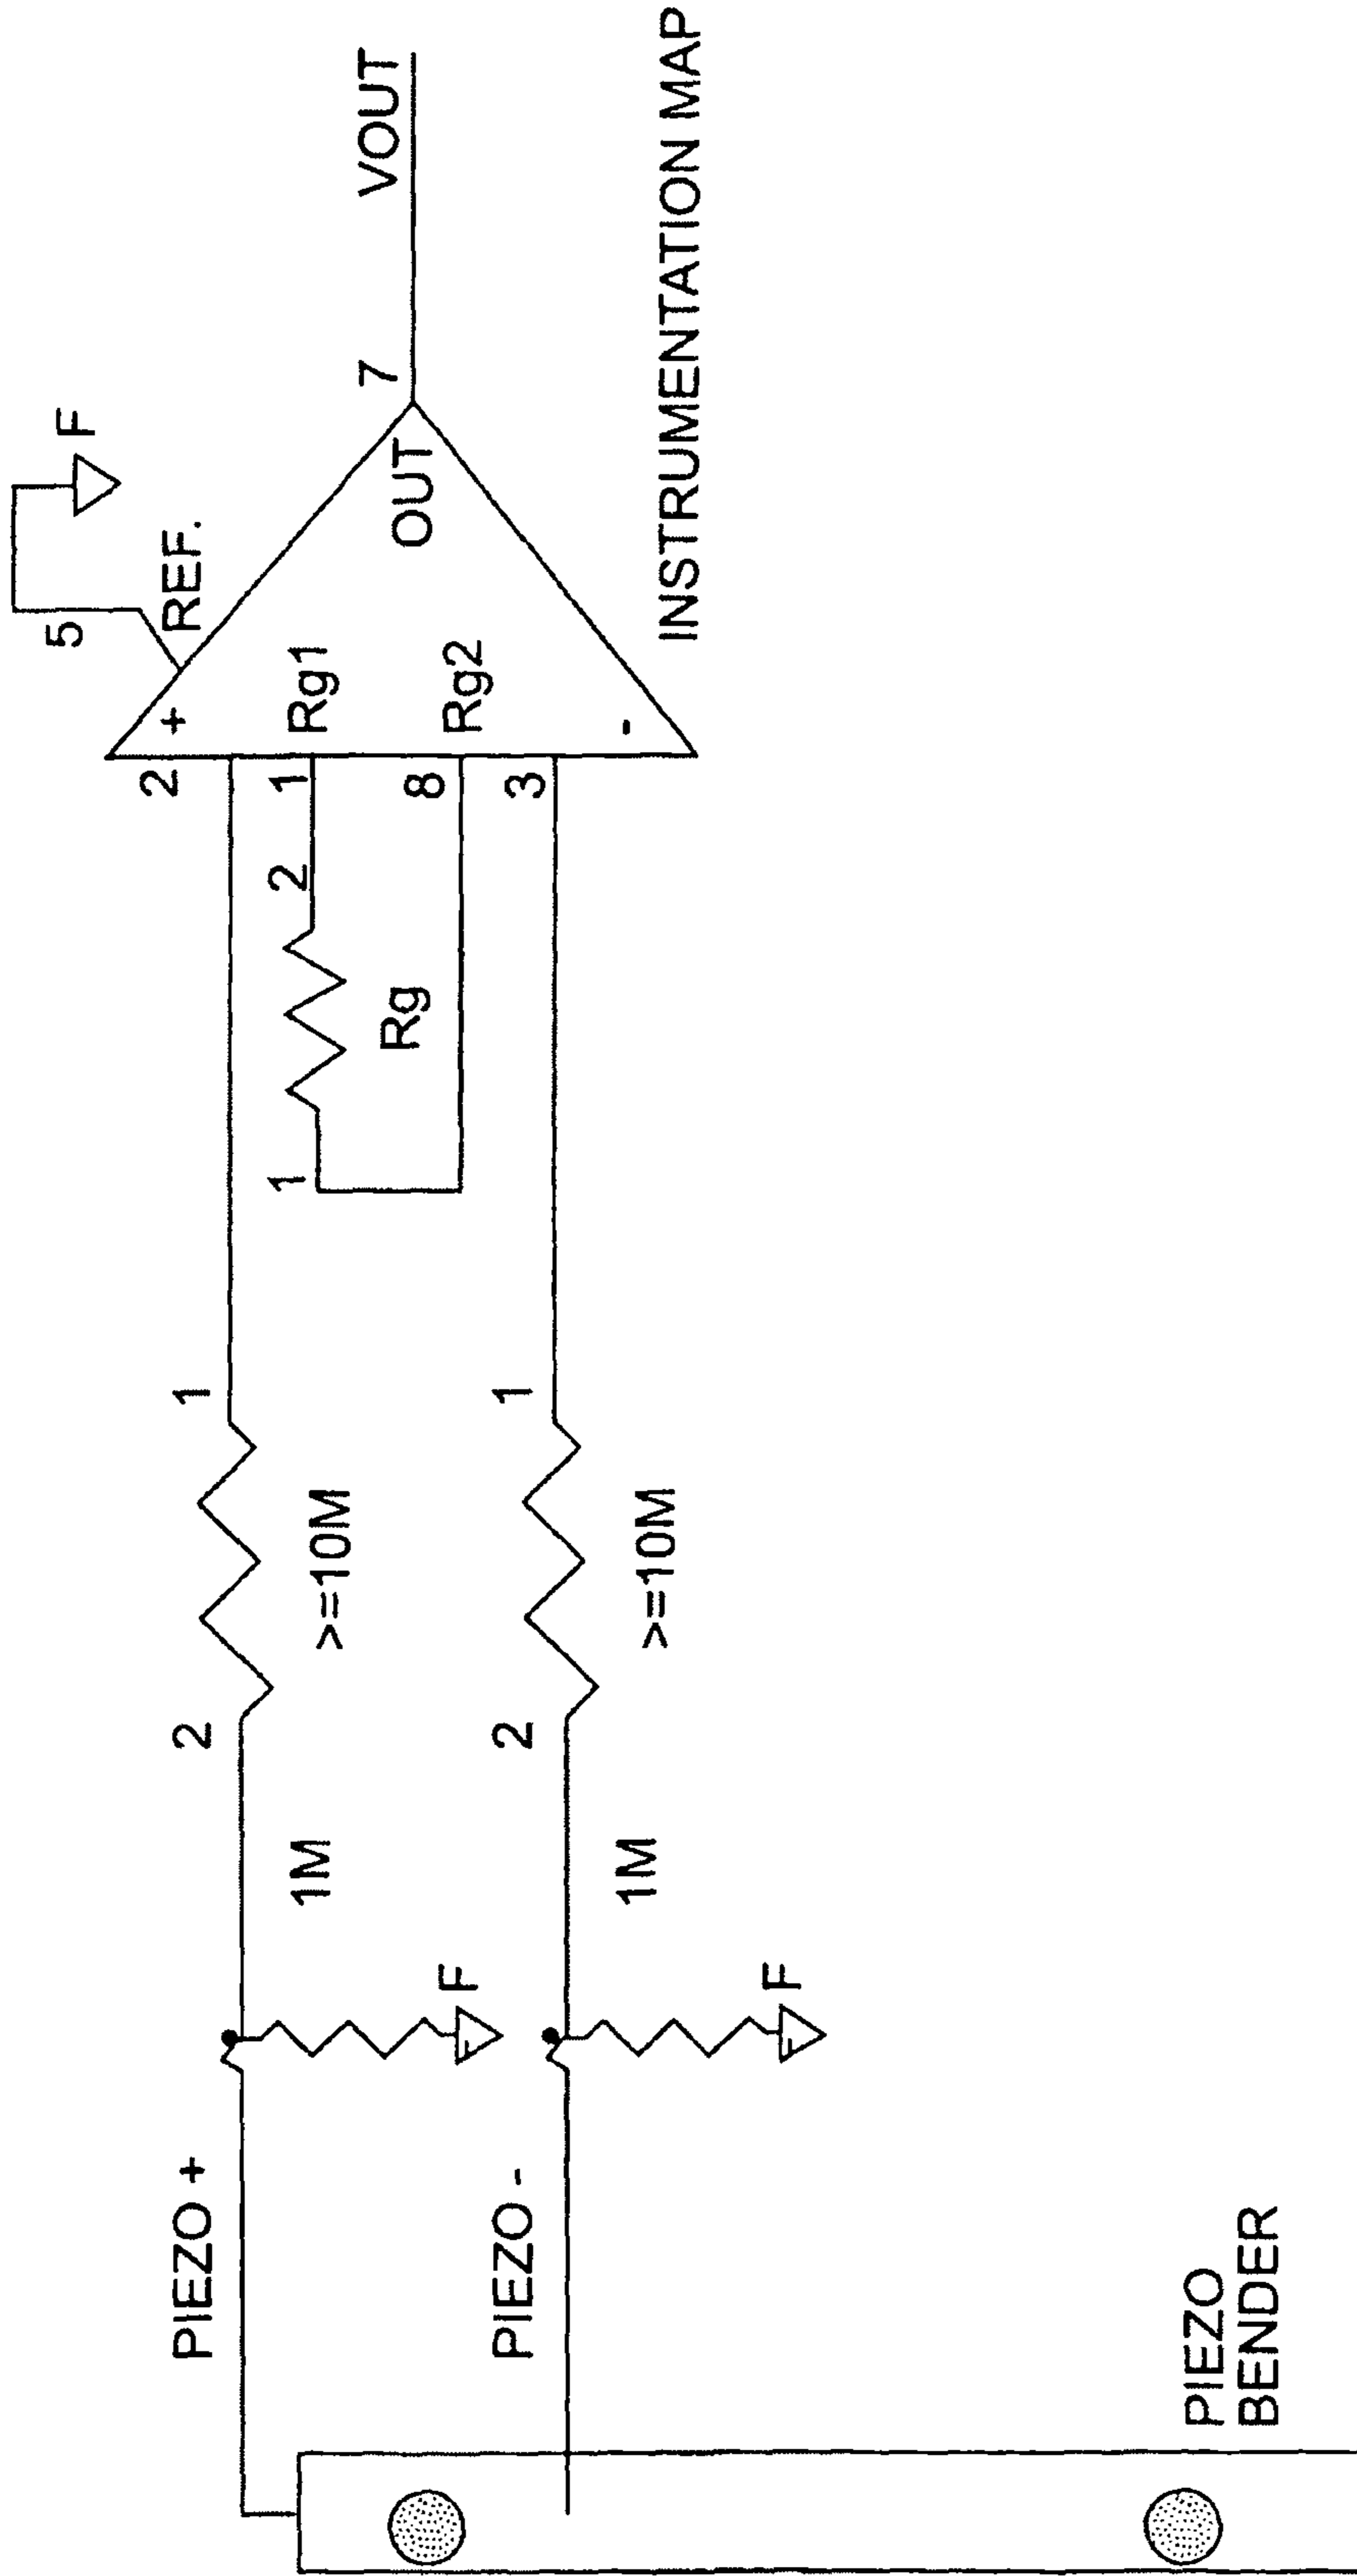 F
5
REF.
2
+
VOUT
7
PIEZO +
2
1
1M
>=10M
1
2
1
Rg1
Rg
OUT
F
8
Rg2
PIEZO -
2
1
3
-
1M
>=10M
INSTRUMENTATION MAP
F
PIEZO
BENDER